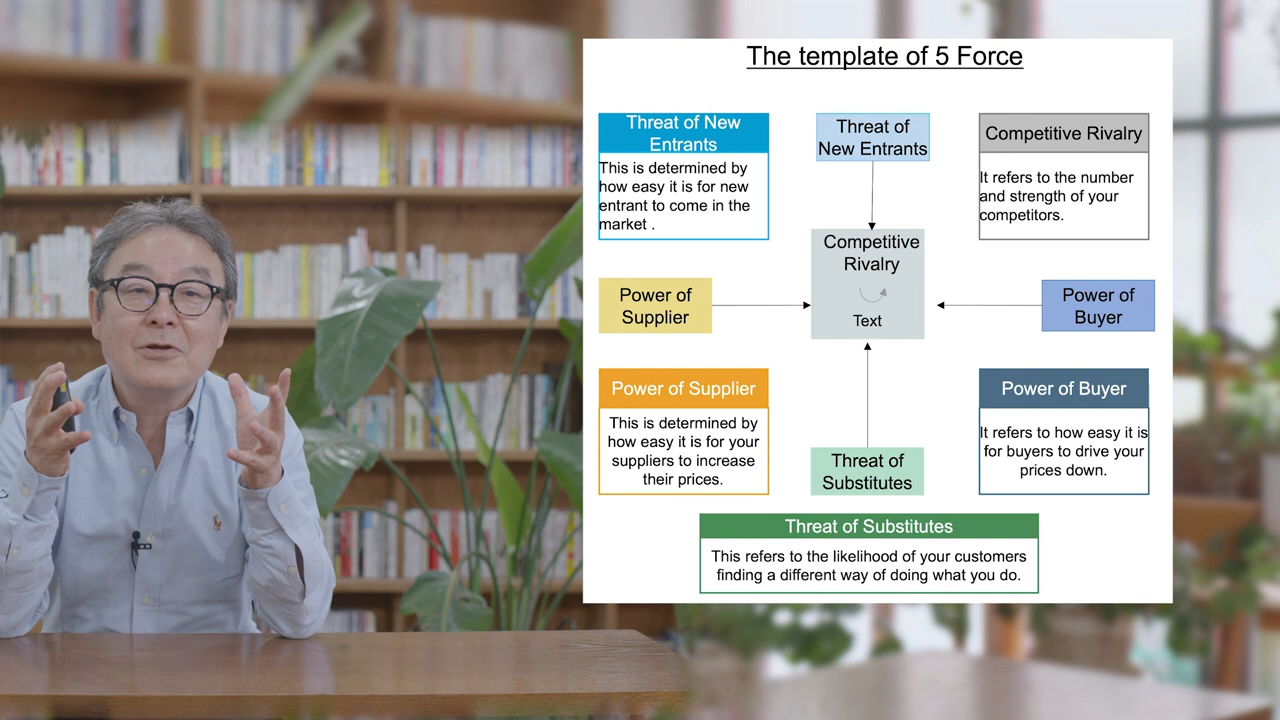 The template of 5 Force
Threat of New
Entrants
This is determined by
how easy it is for new
entrant to come in the
market .
Threat of
New Entrants
Competitive Rivalry
It refers to the number
and strength of your
competitors.
Competitive
Rivalry
Text
Power of
Supplier
Power of
Buyer
Power of Supplier
This is determined by
how easy it is for your
suppliers to increase
their prices.
Threat of
Substitutes
Power of Buyer
It refers to how easy it is
for buyers to drive your
prices down.
Threat of Substitutes
This refers to the likelihood of your customers
finding a different way of doing what you do.